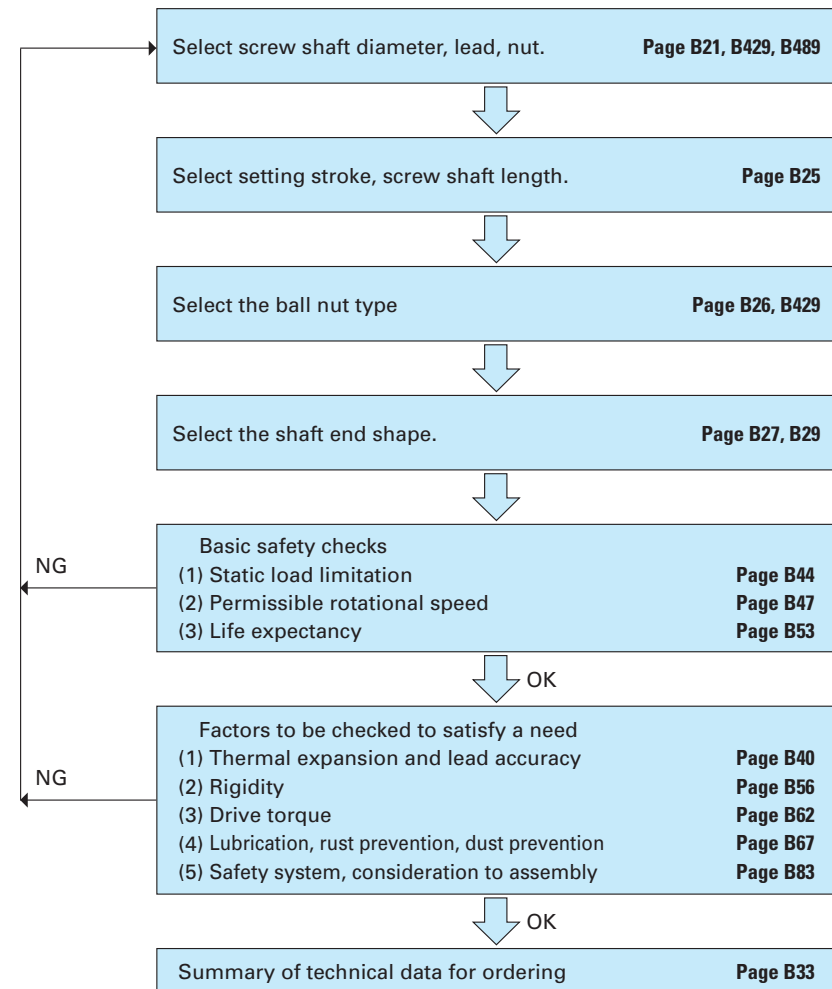 Select screw shaft diameter, lead, nut. Page B21, B429, B489
Select setting stroke, screw shaft length. Page B25
Select the ball nut type Page B26, B429
Select the shaft end shape. Page B27, B29
NG
Basic safety checks
(1) Static load limitation Page B44
(2) Permissible rotational speed Page B47
(3) Life expectancy Page B53
OK
NG
Factors to be checked to satisfy a need
(1) Thermal expansion and lead accuracy Page B40
(2) Rigidity Page B56
(3) Drive torque Page B62
(4) Lubrication, rust prevention, dust prevention Page B67
(5) Safety system, consideration to assembly Page B83
OK
Summary of technical data for ordering Page B33